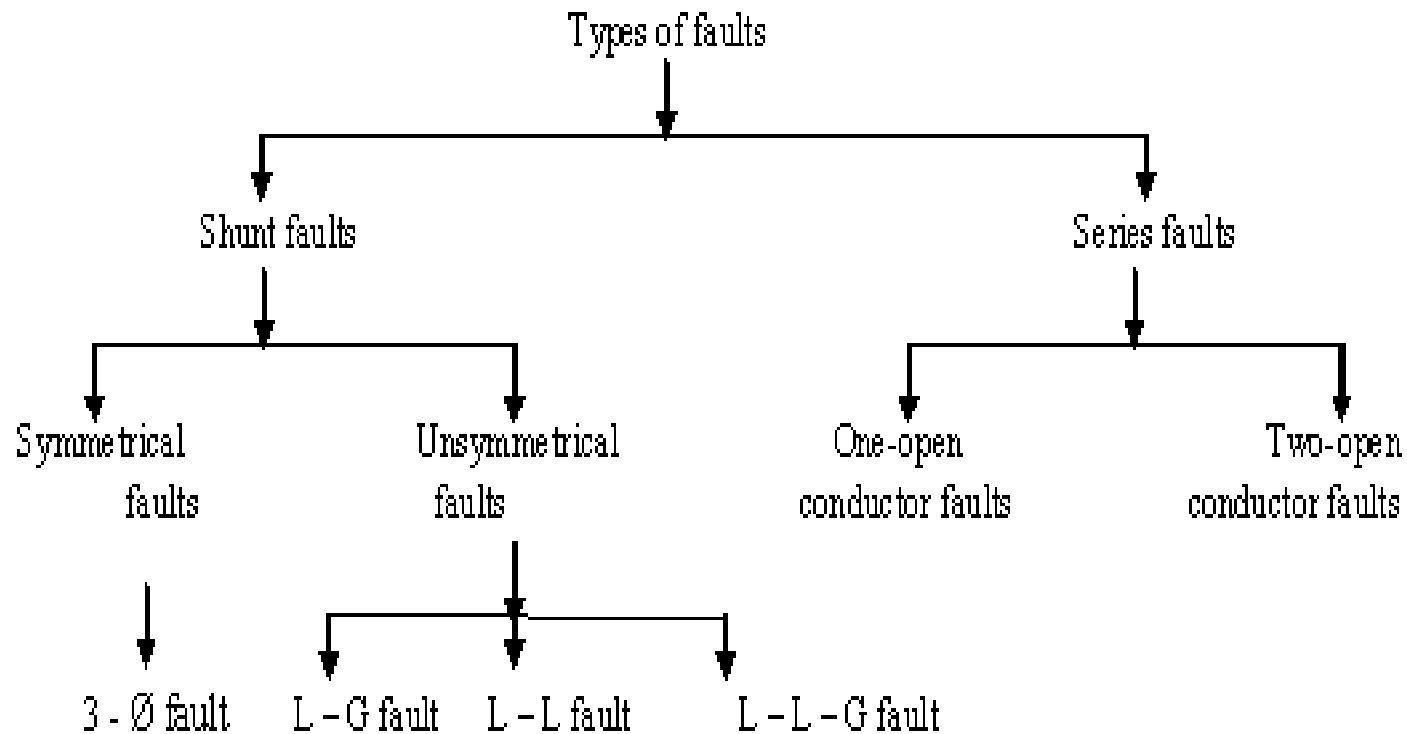 Types of faults
Shunt faults
Series faults
Symmetrical
faults
Unsymmetrical
faults
One-open
conductor faults
Two-open
conductor faults
3 - Ø fault
L – G fault
L – L fault
L – L – G fault